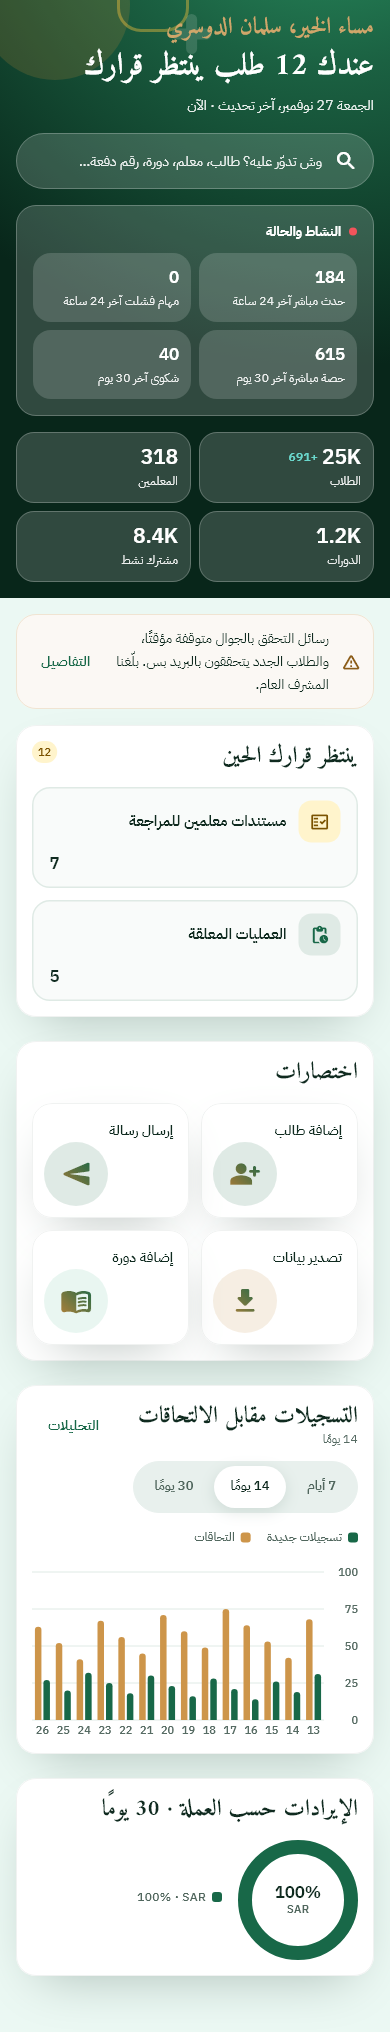 مساء الخير، سلمان الدوسري
عندك 12 طلب ينتظر قرارك
الجمعة 27 نوفمبر، آخر تحديث · الآن
وش تدوّر عليه؟ طالب، معلم، دورة، رقم دفعة...
النشاط والحالة
184
حدث مباشر آخر 24 ساعة
0
مهام فشلت آخر 24 ساعة
615
حصة مباشرة آخر 30 يوم
40
شكوى آخر 30 يوم
25K +691
الطلاب
318
المعلمين
1.2K
الدورات
8.4K
مشترك نشط
رسائل التحقق بالجوال متوقفة مؤقتًا،
والطلاب الجدد يتحققون بالبريد بس. بلّغنا
المشرف العام.
التفاصيل
ينتظر قرارك الحين
12
مستندات معلمين للمراجعة
7
العمليات المعلقة
5
اختصارات
إضافة طالب
إرسال رسالة
تصدير بيانات
إضافة دورة
التسجيلات مقابل الالتحاقات
14 يومًا
التحليلات
7 أيام
14 يومًا
30 يومًا
تسجيلات جديدة
التحاقات
100
75
50
25
0
13 14 15 16 17 18 19 20 21 22 23 24 25 26
الإيرادات حسب العملة · 30 يومًا
100%
SAR
100% · SAR